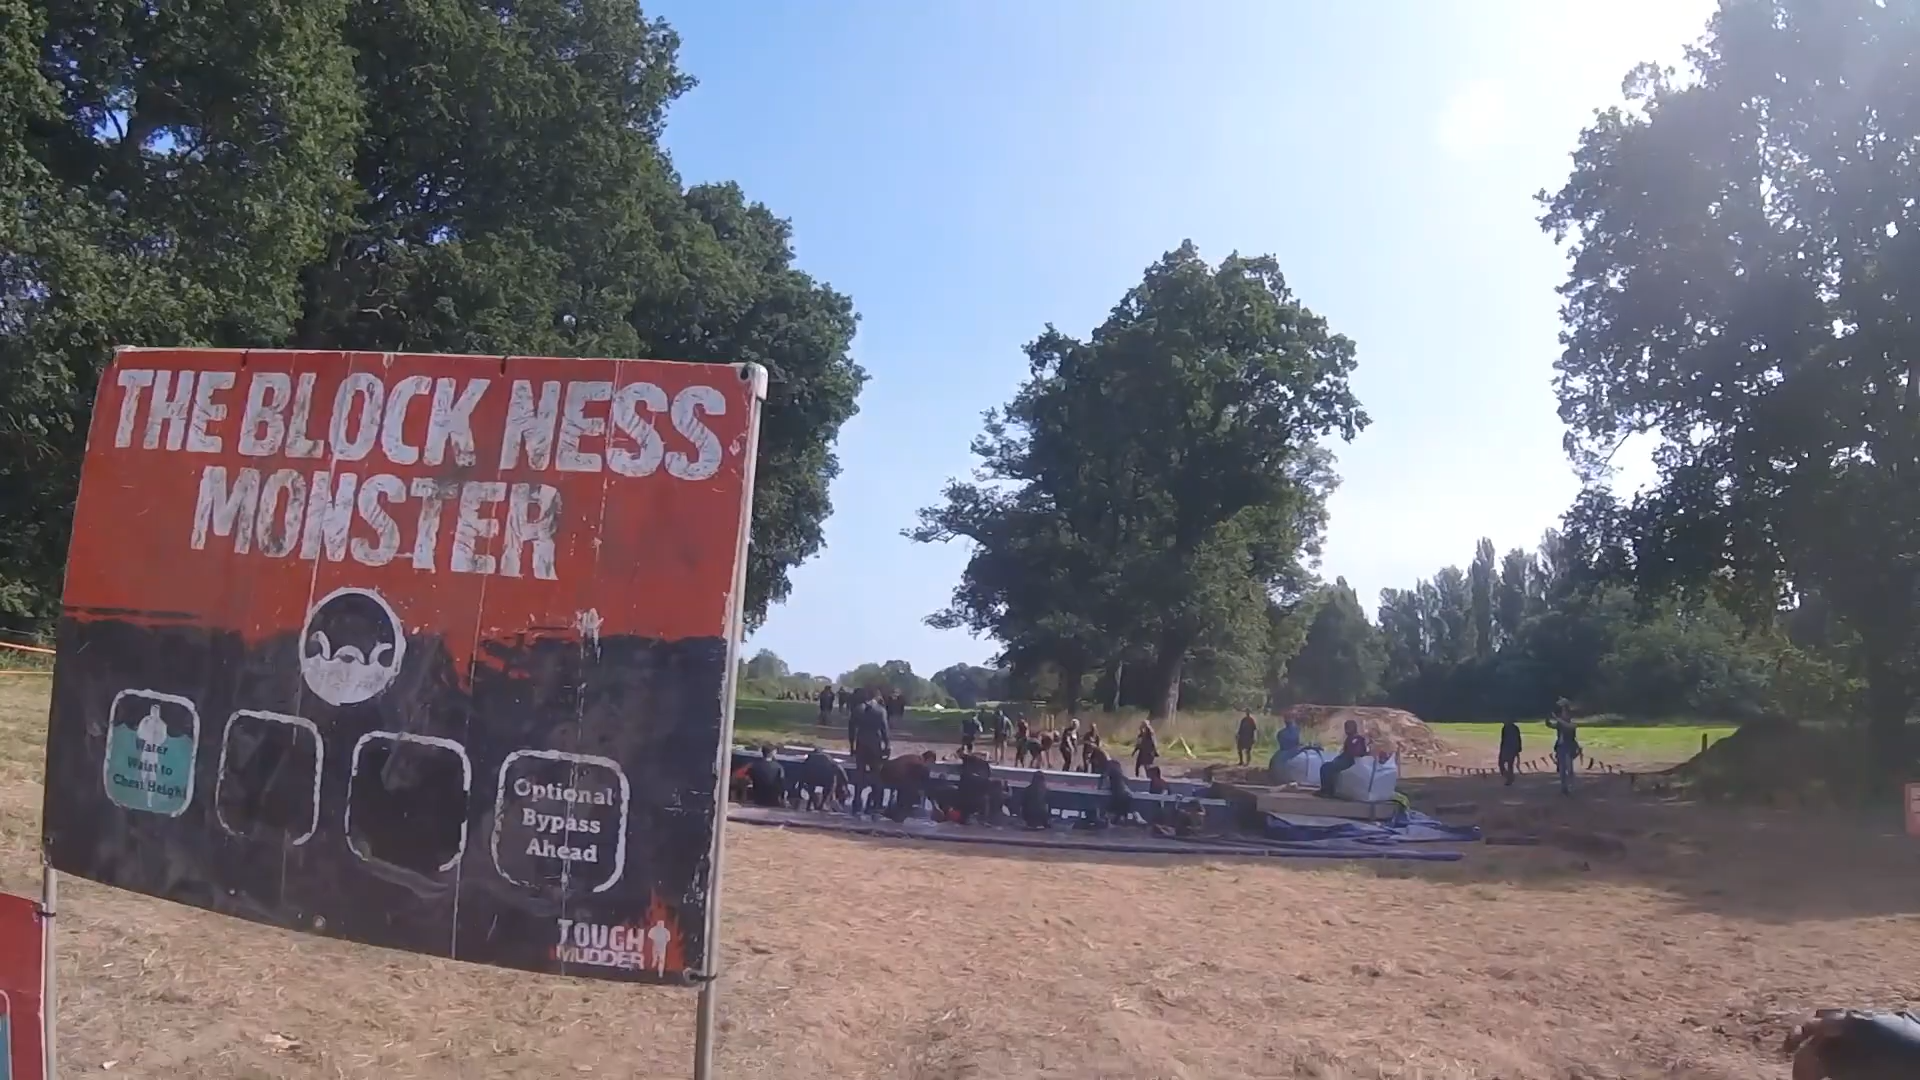 THE BLOCK NESS
MONSTER
Water
Waist to
Chest Height
Optional
Bypass
Ahead
TOUGH
MUDDER